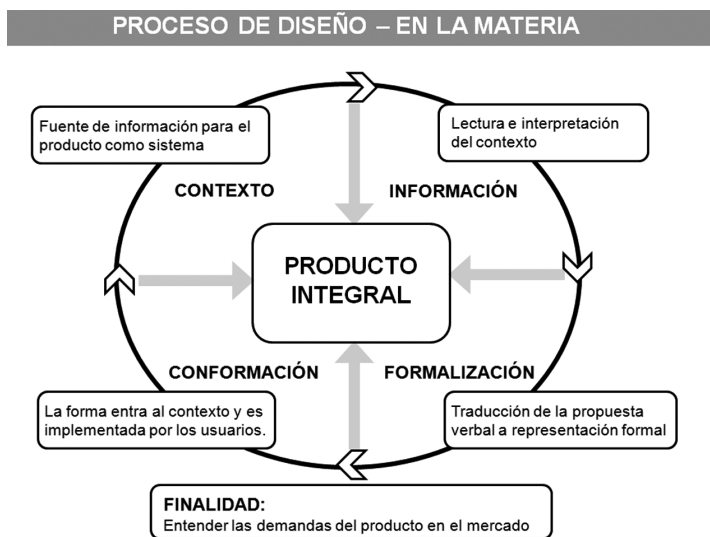 PROCESO DE DISEÑO – EN LA MATERIA
Fuente de información para el
producto como sistema
Lectura e interpretación
del contexto
CONTEXTO
INFORMACIÓN
PRODUCTO
INTEGRAL
CONFORMACIÓN
FORMALIZACIÓN
La forma entra al contexto y es
implementada por los usuarios.
Traducción de la propuesta
verbal a representación formal
FINALIDAD:
Entender las demandas del producto en el mercado